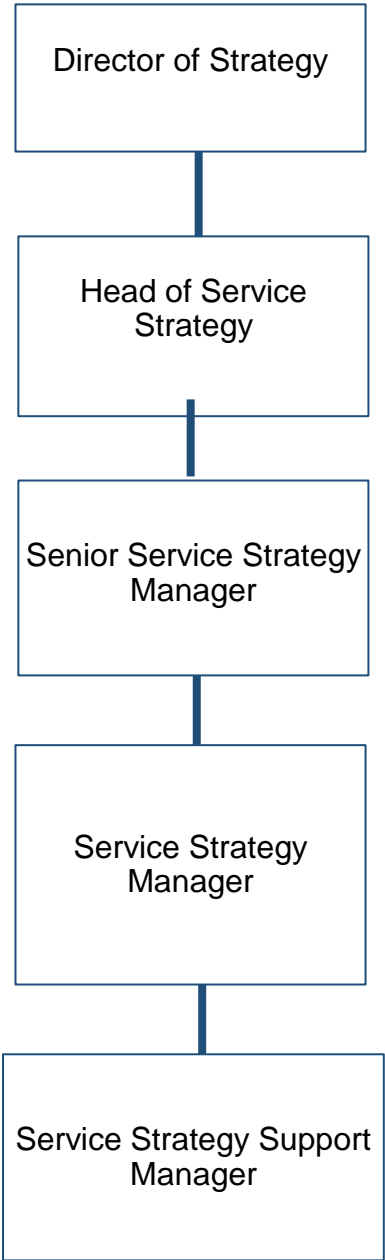 Director of Strategy
Head of Service
Strategy
Senior Service Strategy
Manager
Service Strategy
Manager
Service Strategy Support
Manager